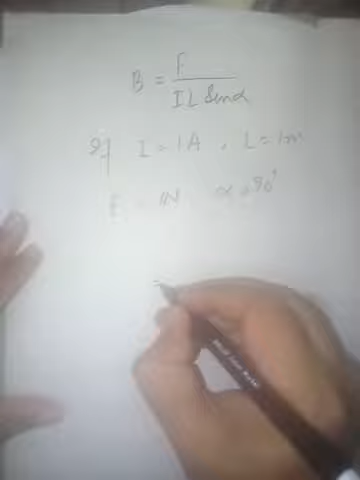 B = F / IL Sinα
If I = 1A , L = 1m
F = 1N α = 90°